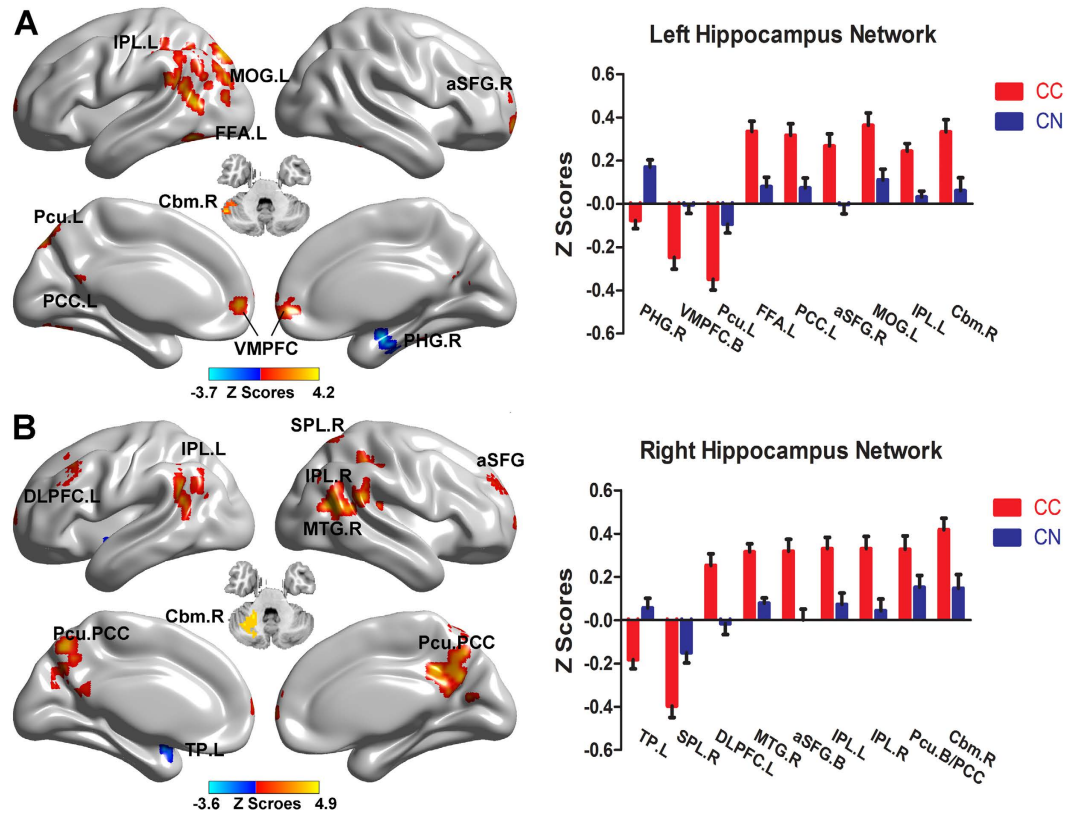 A
IPL.L
MOG.L
aSFG.R
FFA.L
Cbm.R
Pcu.L
PCC.L
VMPFC
PHG.R
-3.7 Z Scores 4.2
Left Hippocampus Network
Z Scores
0.6
0.4
0.2
-0.0
-0.2
-0.4
-0.6
CC
CN
PHG.R
VMPFC.B
Pcu.L
FFA.L
PCC.L
aSFG.R
MOG.L
IPL.L
Cbm.R
B
SPL.R
IPL.L
aSFG
DLPFC.L
IPL.R
MTG.R
Cbm.R
Pcu.PCC
Pcu.PCC
TP.L
-3.6 Z Scroes 4.9
Right Hippocampus Network
Z Scores
0.6
0.4
0.2
-0.0
-0.2
-0.4
-0.6
CC
CN
TP.L
SPL.R
DLPFC.L
MTG.R
aSFG.B
IPL.L
IPL.R
Pcu.B/PCC
Cbm.R